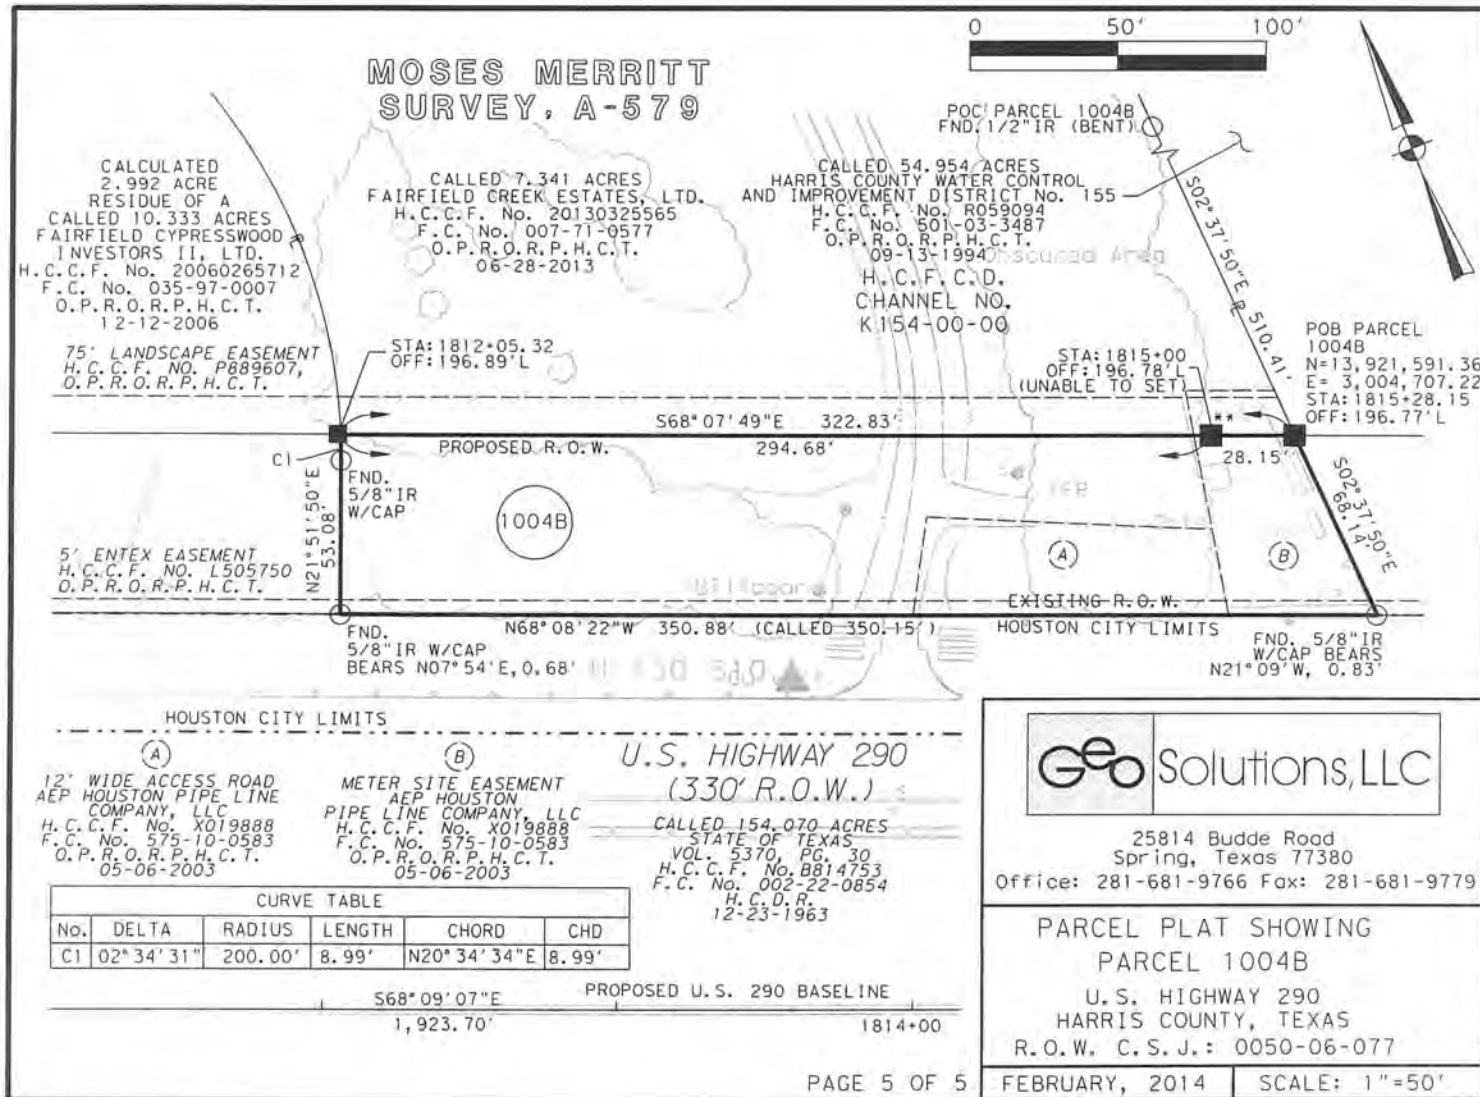 0 50' 100'
MOSES MERRITT
SURVEY, A-579
POC PARCEL 1004B
FND. 1/2"IR (BENT)
CALCULATED
2.992 ACRE
RESIDUE OF A
CALLED 10.333 ACRES
FAIRFIELD CYPRESSWOOD
INVESTORS II, LTD.
H.C.C.F. No. 20060265712
F.C. No. 035-97-0007
O.P.R.O.R.P.H.C.T.
12-12-2006
CALLED 7.341 ACRES
FAIRFIELD CREEK ESTATES, LTD.
H.C.C.F. No. 20130325565
F.C. No. 007-71-0577
O.P.R.O.R.P.H.C.T.
06-28-2013
CALLED 54.954 ACRES
HARRIS COUNTY WATER CONTROL
AND IMPROVEMENT DISTRICT No. 155
H.C.C.F. No. R059094
F.C. No. 501-03-3487
O.P.R.O.R.P.H.C.T.
09-13-1994
Obscured Area
H.C.F.C.D.
CHANNEL NO.
K154-00-00
S02°37'50"E 510.41'
75' LANDSCAPE EASEMENT
H.C.C.F. NO. P889607,
O.P.R.O.R.P.H.C.T.
STA:1812+05.32
OFF:196.89'L
STA:1815+00
OFF:196.78'L
(UNABLE TO SET)
POB PARCEL
1004B
N=13,921,591.36
E= 3,004,707.22
STA:1815+28.15
OFF:196.77'L
**
S68°07'49"E 322.83'
PROPOSED R.O.W.
294.68'
28.15'
C1
FND.
5/8"IR
W/CAP
N21°51'50"E
53.08'
1004B
S02°37'50"E
68.14'
A
B
5' ENTEX EASEMENT
H.C.C.F. NO. L505750
O.P.R.O.R.P.H.C.T.
Billboard
EXISTING R.O.W.
N68°08'22"W 350.88' (CALLED 350.15')
HOUSTON CITY LIMITS
FND.
5/8"IR W/CAP
BEARS N07°54'E, 0.68'
FND. 5/8"IR
W/CAP BEARS
N21°09'W, 0.83'
HOUSTON CITY LIMITS
A
12' WIDE ACCESS ROAD
AEP HOUSTON PIPE LINE
COMPANY, LLC
H.C.C.F. No. X019888
F.C. No. 575-10-0583
O.P.R.O.R.P.H.C.T.
05-06-2003
B
METER SITE EASEMENT
AEP HOUSTON
PIPE LINE COMPANY, LLC
H.C.C.F. No. X019888
F.C. No. 575-10-0583
O.P.R.O.R.P.H.C.T.
05-06-2003
U.S. HIGHWAY 290
(330' R.O.W.)
CALLED 154.070 ACRES
STATE OF TEXAS
VOL. 5370, PG. 30
H.C.C.F. No. B814753
F.C. No. 002-22-0854
H.C.D.R.
12-23-1963
CURVE TABLE
No. DELTA RADIUS LENGTH CHORD CHD
C1 02°34'31" 200.00' 8.99' N20°34'34"E 8.99'
S68°09'07"E PROPOSED U.S. 290 BASELINE
1,923.70' 1814+00
Geo Solutions, LLC
25814 Budde Road
Spring, Texas 77380
Office: 281-681-9766 Fax: 281-681-9779
PARCEL PLAT SHOWING
PARCEL 1004B
U.S. HIGHWAY 290
HARRIS COUNTY, TEXAS
R.O.W. C.S.J.: 0050-06-077
PAGE 5 OF 5
FEBRUARY, 2014
SCALE: 1"=50'